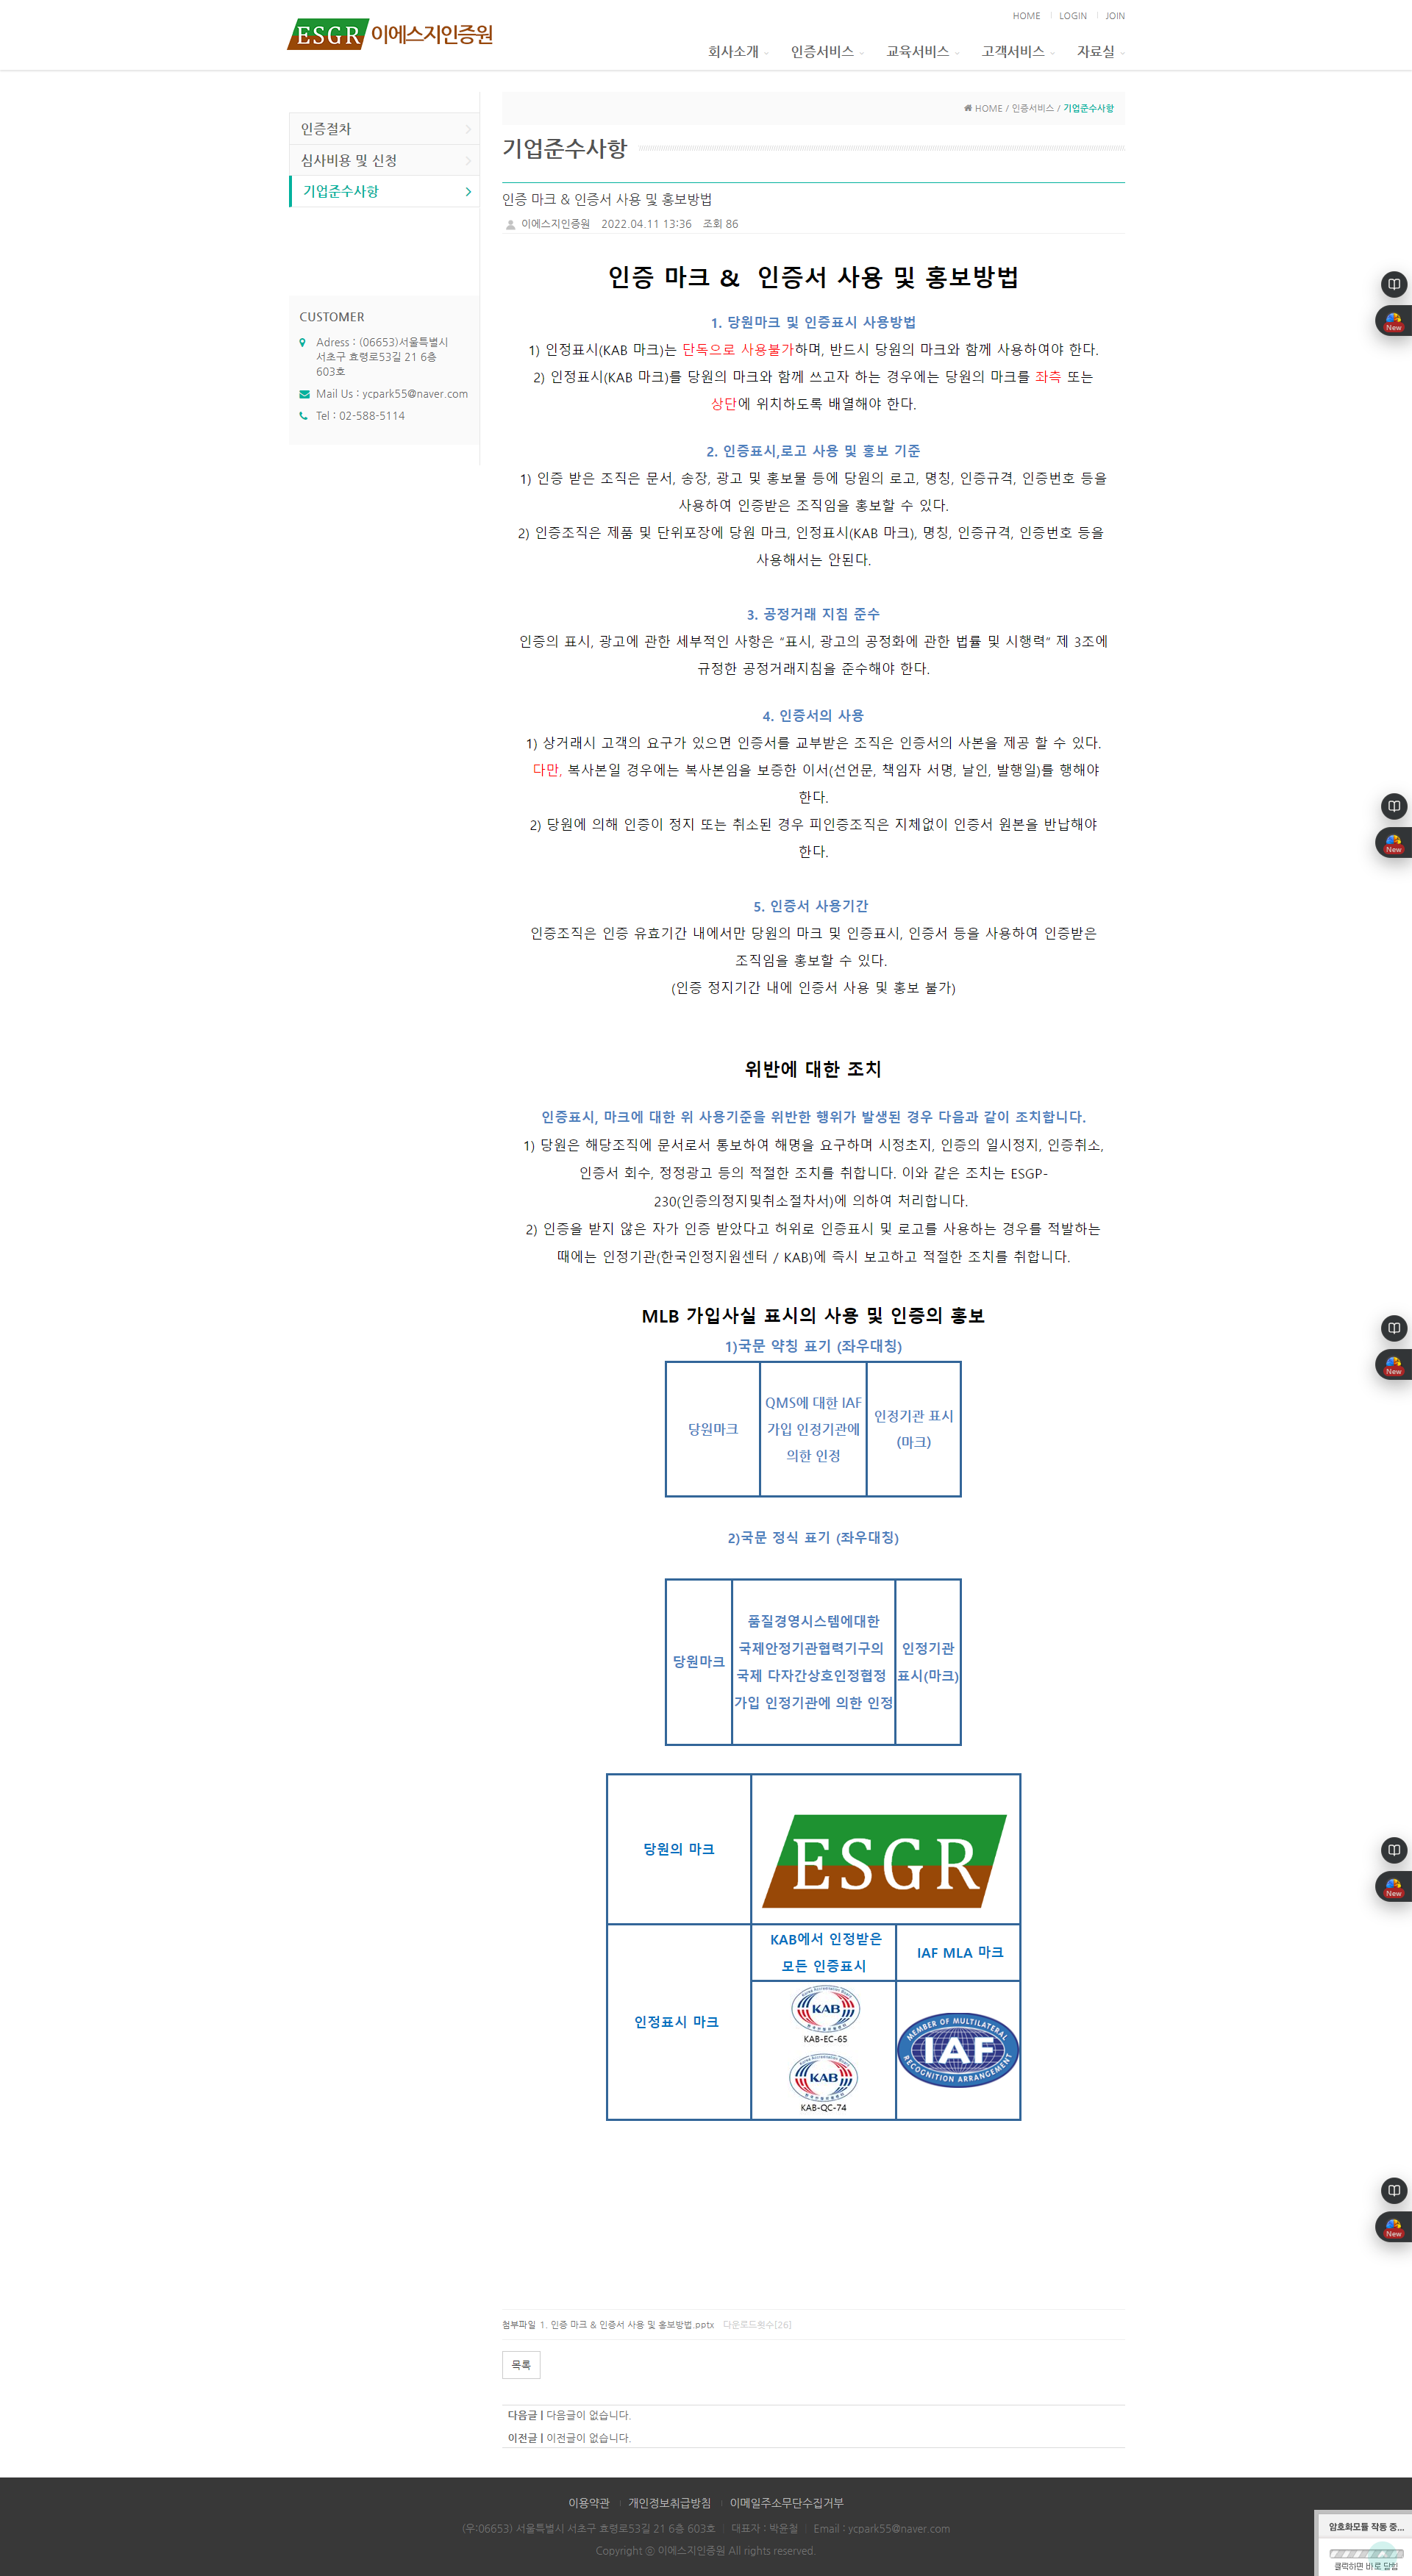 HOME
LOGIN
JOIN
ESGR 이에스지인증원
회사소개
인증서비스
교육서비스
고객서비스
자료실
인증절차
심사비용 및 신청
기업준수사항
CUSTOMER
Adress : (06653)서울특별시
서초구 효령로53길 21 6층
603호
Mail Us : ycpark55@naver.com
Tel : 02-588-5114
HOME / 인증서비스 / 기업준수사항
기업준수사항
인증 마크 & 인증서 사용 및 홍보방법
이에스지인증원 2022.04.11 13:36 조회 86
인증 마크 & 인증서 사용 및 홍보방법
1. 당원마크 및 인증표시 사용방법
1) 인정표시(KAB 마크)는 단독으로 사용불가하며, 반드시 당원의 마크와 함께 사용하여야 한다.
2) 인정표시(KAB 마크)를 당원의 마크와 함께 쓰고자 하는 경우에는 당원의 마크를 좌측 또는
상단에 위치하도록 배열해야 한다.
2. 인증표시,로고 사용 및 홍보 기준
1) 인증 받은 조직은 문서, 송장, 광고 및 홍보물 등에 당원의 로고, 명칭, 인증규격, 인증번호 등을
사용하여 인증받은 조직임을 홍보할 수 있다.
2) 인증조직은 제품 및 단위포장에 당원 마크, 인정표시(KAB 마크), 명칭, 인증규격, 인증번호 등을
사용해서는 안된다.
3. 공정거래 지침 준수
인증의 표시, 광고에 관한 세부적인 사항은 “표시, 광고의 공정화에 관한 법률 및 시행력” 제 3조에
규정한 공정거래지침을 준수해야 한다.
4. 인증서의 사용
1) 상거래시 고객의 요구가 있으면 인증서를 교부받은 조직은 인증서의 사본을 제공 할 수 있다.
다만, 복사본일 경우에는 복사본임을 보증한 이서(선언문, 책임자 서명, 날인, 발행일)를 행해야
한다.
2) 당원에 의해 인증이 정지 또는 취소된 경우 피인증조직은 지체없이 인증서 원본을 반납해야
한다.
5. 인증서 사용기간
인증조직은 인증 유효기간 내에서만 당원의 마크 및 인증표시, 인증서 등을 사용하여 인증받은
조직임을 홍보할 수 있다.
(인증 정지기간 내에 인증서 사용 및 홍보 불가)
위반에 대한 조치
인증표시, 마크에 대한 위 사용기준을 위반한 행위가 발생된 경우 다음과 같이 조치합니다.
1) 당원은 해당조직에 문서로서 통보하여 해명을 요구하며 시정초지, 인증의 일시정지, 인증취소,
인증서 회수, 정정광고 등의 적절한 조치를 취합니다. 이와 같은 조치는 ESGP-
230(인증의정지및취소절차서)에 의하여 처리합니다.
2) 인증을 받지 않은 자가 인증 받았다고 허위로 인증표시 및 로고를 사용하는 경우를 적발하는
때에는 인정기관(한국인정지원센터 / KAB)에 즉시 보고하고 적절한 조치를 취합니다.
MLB 가입사실 표시의 사용 및 인증의 홍보
1)국문 약칭 표기 (좌우대칭)
당원마크
QMS에 대한 IAF
가입 인정기관에
의한 인정
인정기관 표시
(마크)
2)국문 정식 표기 (좌우대칭)
당원마크
품질경영시스템에대한
국제안정기관협력기구의
국제 다자간상호인정협정
가입 인정기관에 의한 인정
인정기관
표시(마크)
당원의 마크
ESGR
인정표시 마크
KAB에서 인정받은
모든 인증표시
IAF MLA 마크
KAB
KAB-EC-65
KAB
KAB-QC-74
MEMBER OF MULTILATERAL
IAF
RECOGNITION ARRANGEMENT
첨부파일 1. 인증 마크 & 인증서 사용 및 홍보방법.pptx 다운로드횟수[26]
목록
다음글 | 다음글이 없습니다.
이전글 | 이전글이 없습니다.
이용약관
개인정보취급방침
이메일주소무단수집거부
(우:06653) 서울특별시 서초구 효령로53길 21 6층 603호 | 대표자 : 박윤철 | Email : ycpark55@naver.com
Copyright ⓒ 이에스지인증원 All rights reserved.
New
New
New
New
New
암호화모듈 작동 중...
클릭하면 바로 닫힘